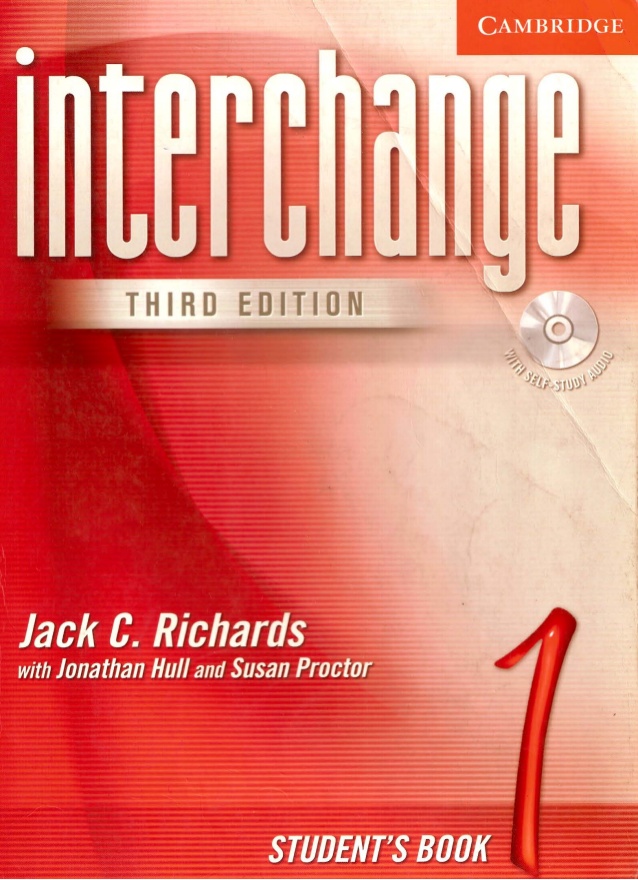 CAMBRIDGE
interchange
THIRD EDITION
WITH SELF-STUDY AUDIO
Jack C. Richards
with Jonathan Hull and Susan Proctor
1
STUDENT'S BOOK